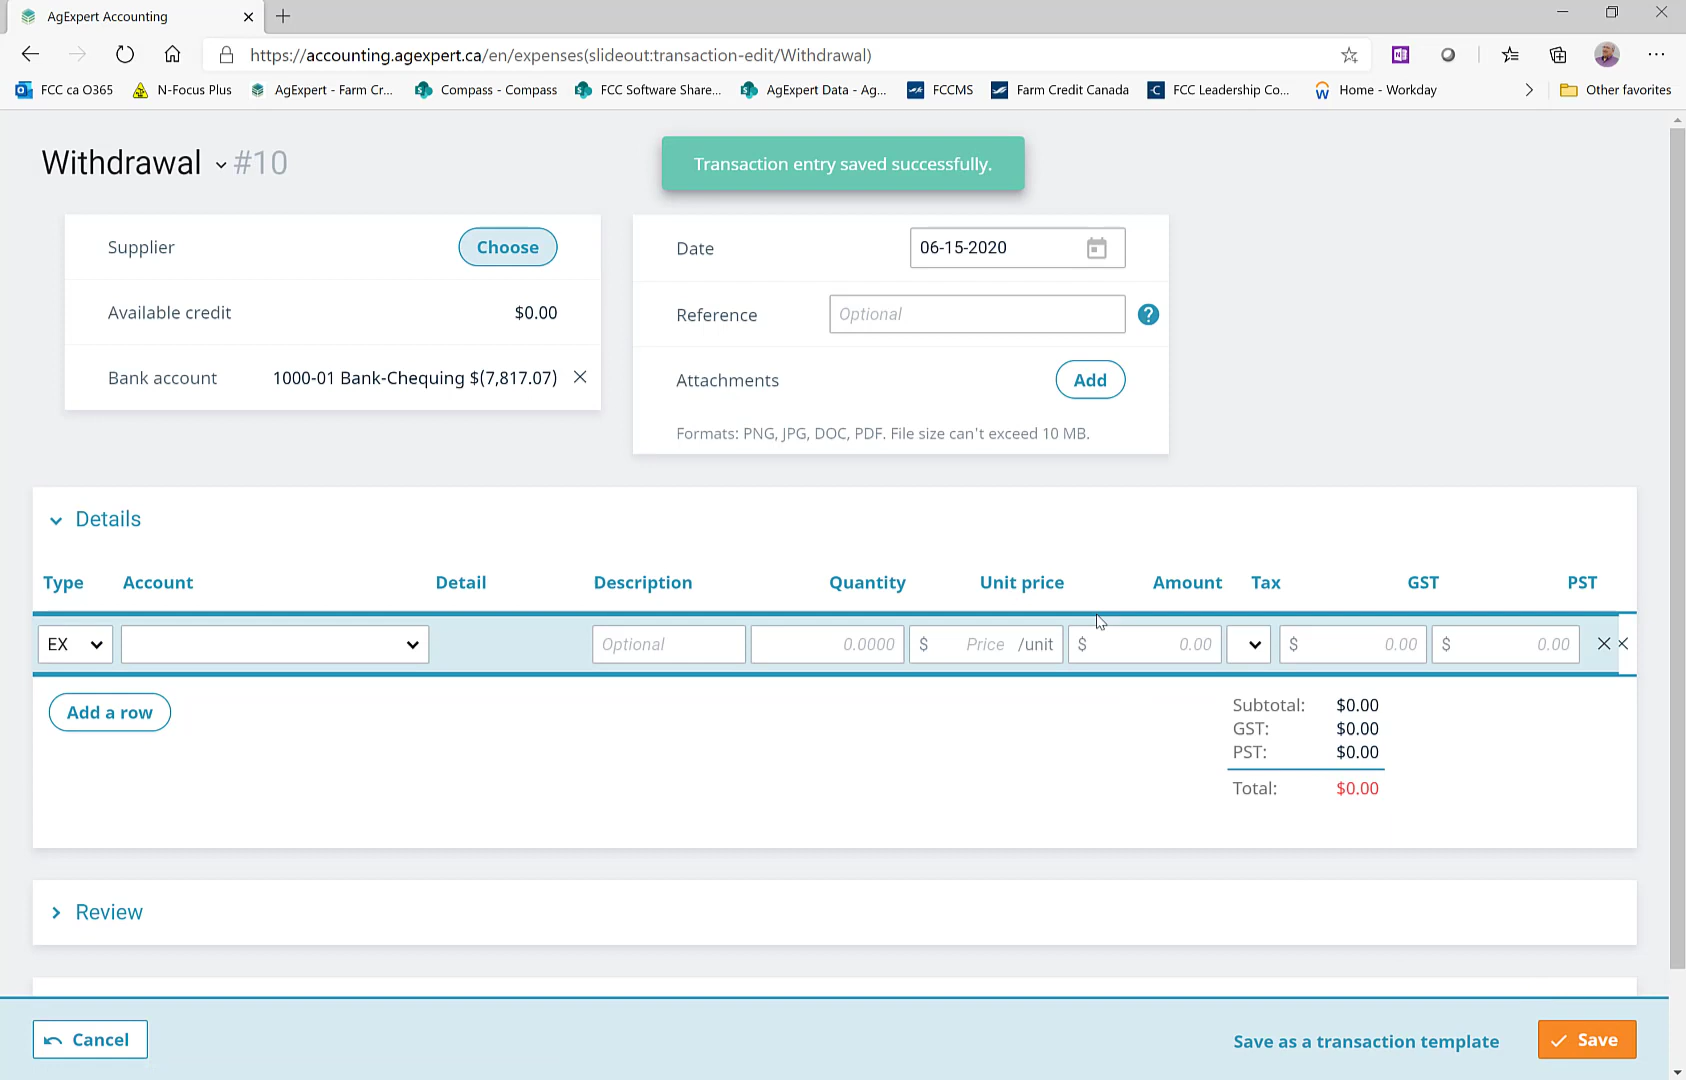 AgExpert Accounting
https://accounting.agexpert.ca/en/expenses(slideout:transaction-edit/Withdrawal)
FCC ca O365 N-Focus Plus AgExpert - Farm Cr... Compass - Compass FCC Software Share... AgExpert Data - Ag... FCCMS Farm Credit Canada FCC Leadership Co... Home - Workday Other favorites
Withdrawal #10
Transaction entry saved successfully.
Supplier Choose
Available credit $0.00
Bank account 1000-01 Bank-Chequing $(7,817.07)
Date 06-15-2020
Reference Optional ?
Attachments Add
Formats: PNG, JPG, DOC, PDF. File size can't exceed 10 MB.
Details
Type Account Detail Description Quantity Unit price Amount Tax GST PST
EX Optional 0.0000 $ Price /unit $ 0.00 $ 0.00 $ 0.00
Add a row
Subtotal: $0.00
GST: $0.00
PST: $0.00
Total: $0.00
Review
Cancel Save as a transaction template Save